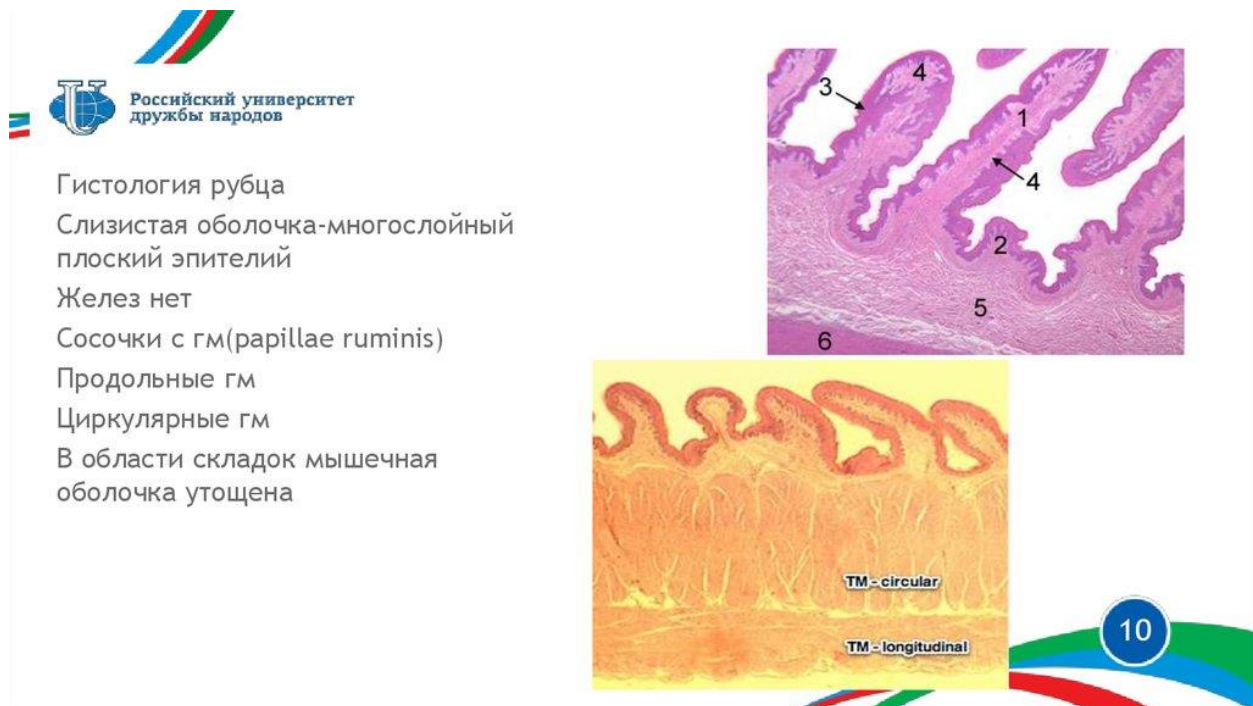 Российский университет
дружбы народов
Гистология рубца
Слизистая оболочка-многослойный
плоский эпителий
Желез нет
Сосочки с гм(papillae ruminis)
Продольные гм
Циркулярные гм
В области складок мышечная
оболочка утощена
4
3
1
4
2
5
6
TM - circular
TM - longitudinal
10